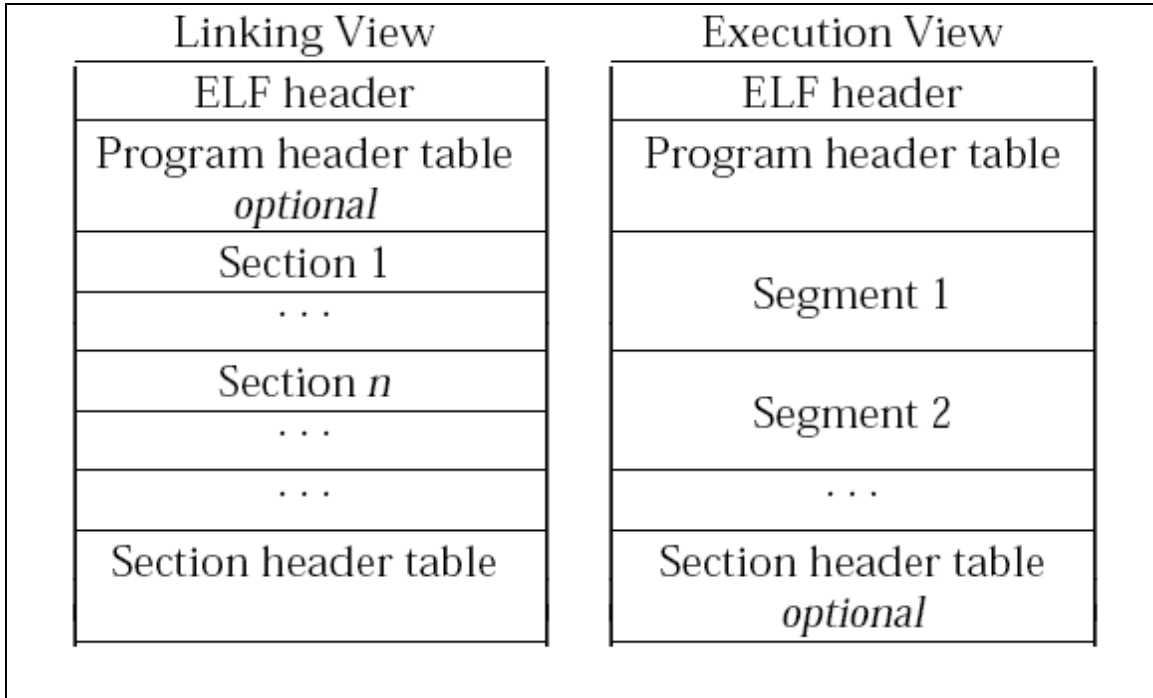 Linking View
ELF header
Program header table
optional
Section 1
. . .
Section n
. . .
. . .
Section header table
Execution View
ELF header
Program header table
Segment 1
Segment 2
. . .
Section header table
optional